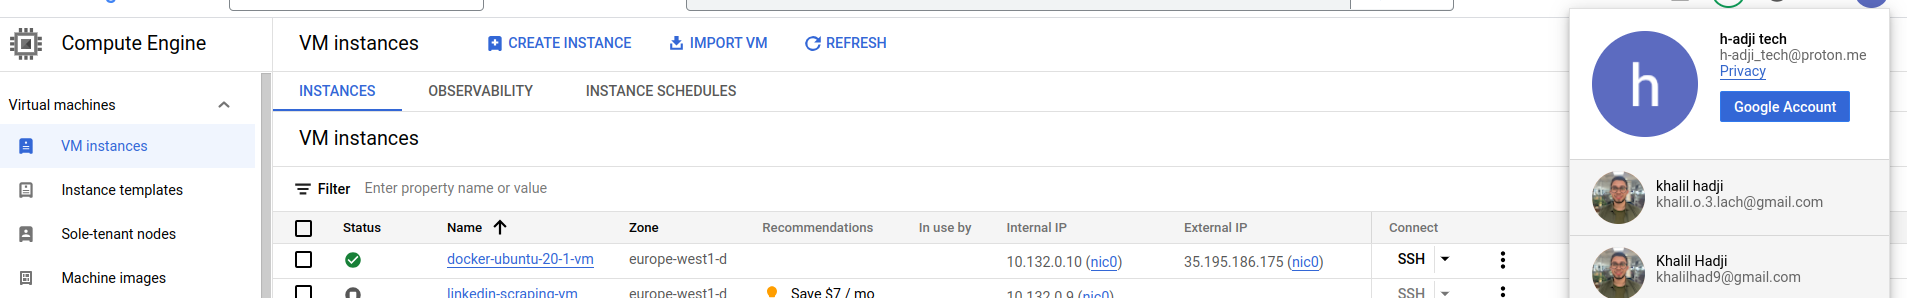 Compute Engine
VM instances
CREATE INSTANCE
IMPORT VM
REFRESH
h-adji tech
h-adji_tech@proton.me
Privacy
Google Account
h
Virtual machines
INSTANCES
OBSERVABILITY
INSTANCE SCHEDULES
VM instances
VM instances
Instance templates
Sole-tenant nodes
Machine images
Filter Enter property name or value
Status Name Zone Recommendations In use by Internal IP External IP Connect
docker-ubuntu-20-1-vm europe-west1-d 10.132.0.10 (nic0) 35.195.186.175 (nic0) SSH
linkedin-scraping-vm europe-west1-d Save $7 / mo 10.132.0.9 (nic0) SSH
khalil hadji
khalil.o.3.lach@gmail.com
Khalil Hadji
khalilhad9@gmail.com